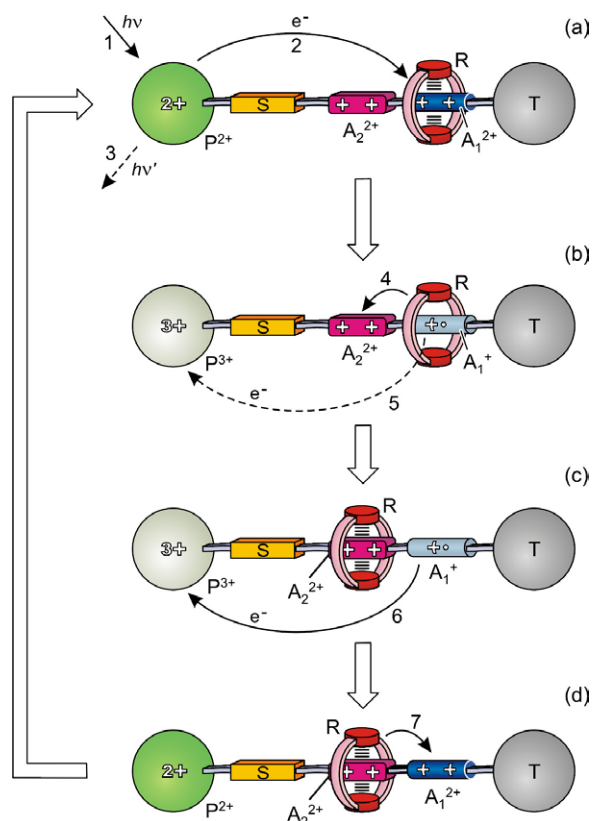 (a)
hν
1
e⁻
2
R
2+
S
+ +
+ +
T
3
P²⁺
A₂²⁺
A₁²⁺
hν'
(b)
4
R
3+
S
+ +
+·
T
P³⁺
A₂²⁺
A₁⁺
e⁻
5
(c)
R
3+
S
+ +
+·
T
P³⁺
A₂²⁺
A₁⁺
e⁻
6
(d)
R
7
2+
S
+ +
+ +
T
P²⁺
A₂²⁺
A₁²⁺